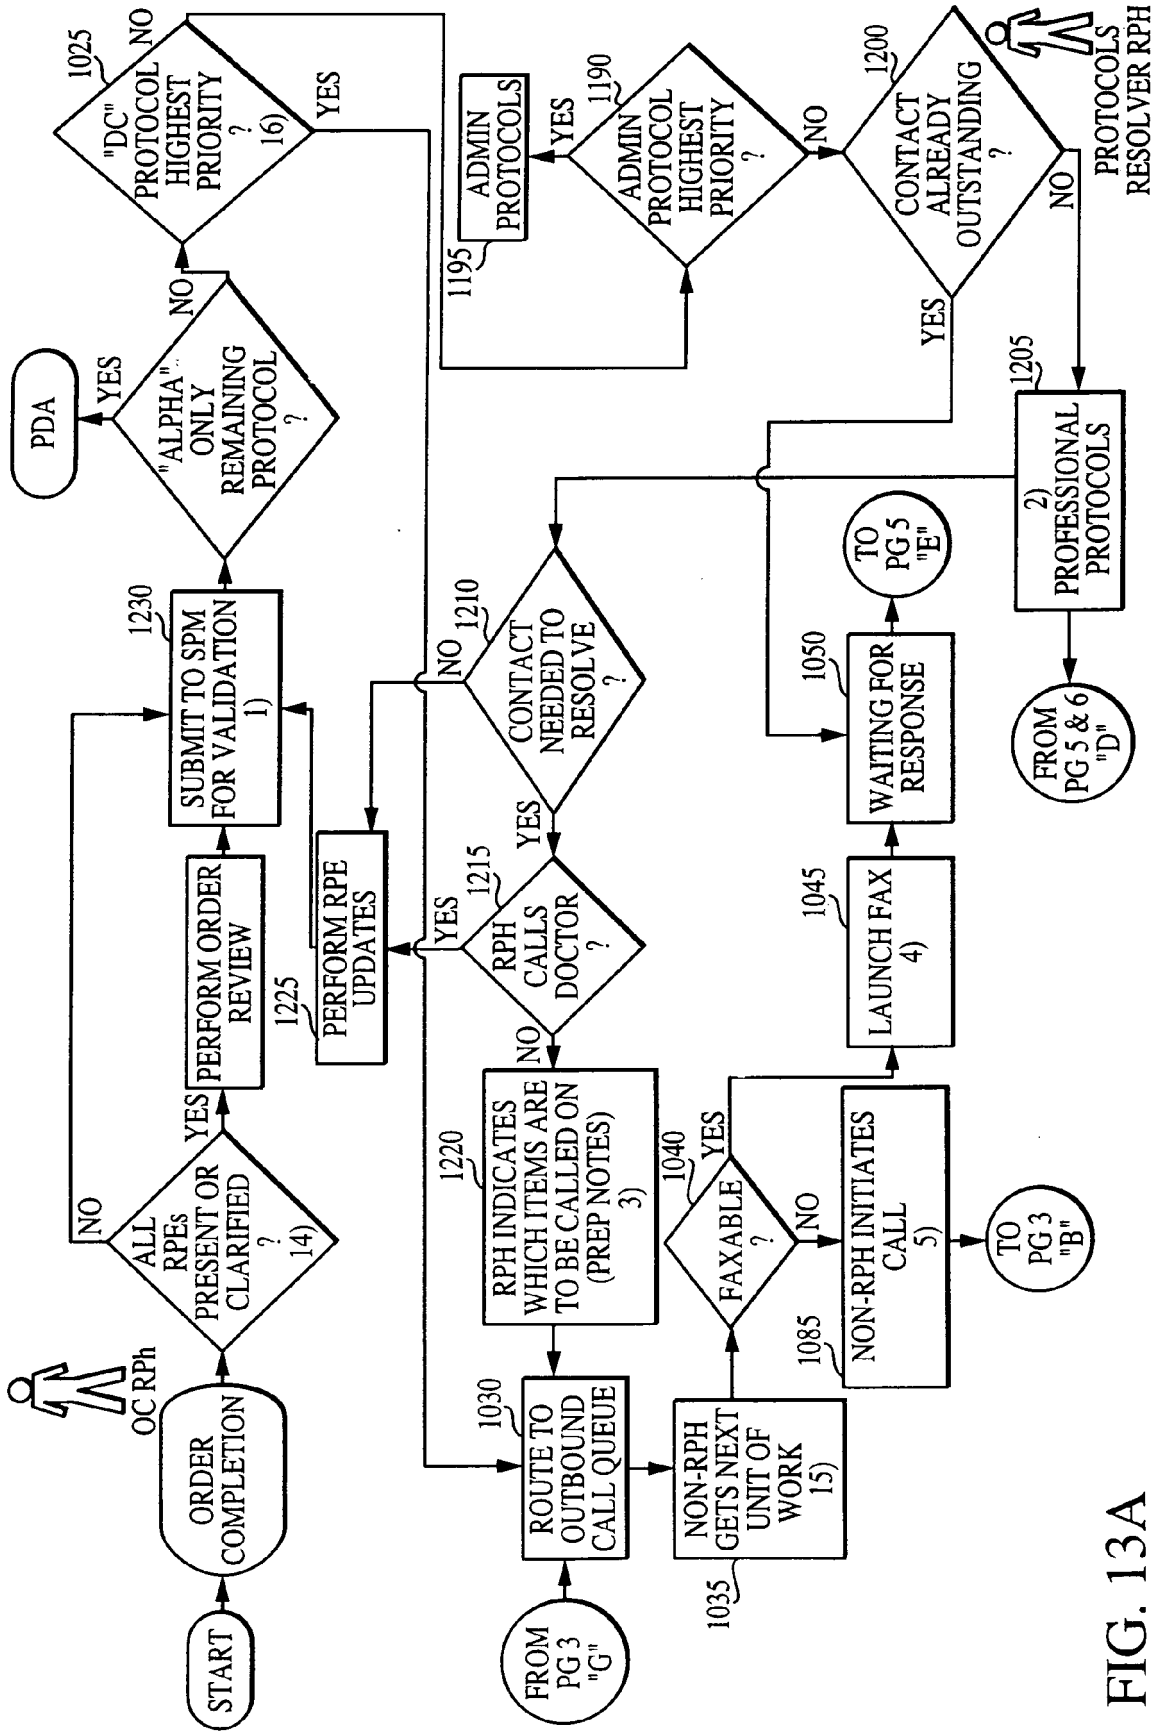 START
ORDER
COMPLETION
OC RPh
ALL
RPEs
PRESENT OR
CLARIFIED
?
14)
NO
YES
PERFORM ORDER
REVIEW
1230
SUBMIT TO SPM
FOR VALIDATION
1)
"ALPHA"
ONLY
REMAINING
PROTOCOL
?
YES
PDA
NO
1025
"DC"
PROTOCOL
HIGHEST
PRIORITY
?
16)
NO
YES
1225
PERFORM RPE
UPDATES
1195
ADMIN
PROTOCOLS
YES
1190
ADMIN
PROTOCOL
HIGHEST
PRIORITY
?
NO
1200
CONTACT
ALREADY
OUTSTANDING
?
YES
NO
PROTOCOLS
RESOLVER RPH
1205
2)
PROFESSIONAL
PROTOCOLS
FROM
PG 5 & 6
"D"
1210
CONTACT
NEEDED TO
RESOLVE
?
NO
YES
1215
RPH
CALLS
DOCTOR
?
YES
NO
1220
RPH INDICATES
WHICH ITEMS ARE
TO BE CALLED ON
(PREP NOTES)
3)
1030
ROUTE TO
OUTBOUND
CALL QUEUE
FROM
PG 3
"G"
1035
NON-RPH
GETS NEXT
UNIT OF
WORK
15)
1040
FAXABLE
?
YES
NO
1045
LAUNCH FAX
4)
1050
WAITING FOR
RESPONSE
TO
PG 5
"E"
1085
NON-RPH INITIATES
CALL
5)
TO
PG 3
"B"
FIG. 13A